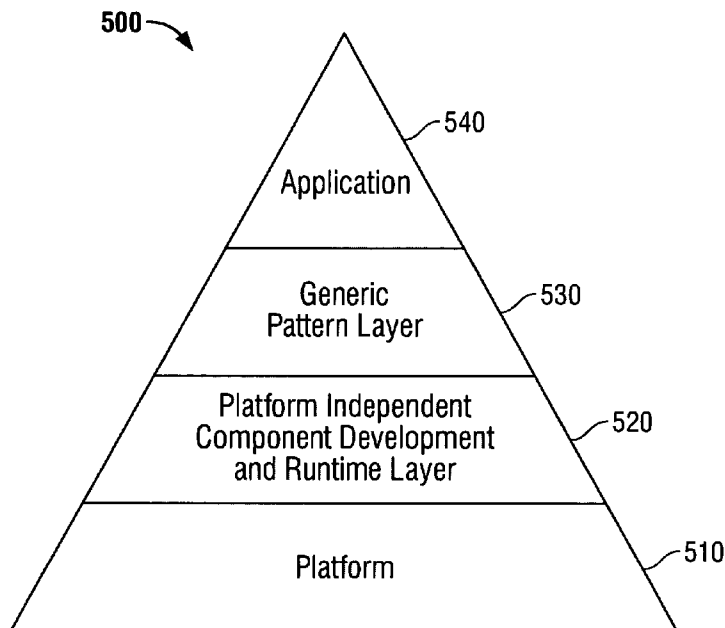 500
540
Application
Generic
Pattern Layer
530
Platform Independent
Component Development
and Runtime Layer
520
510
Platform